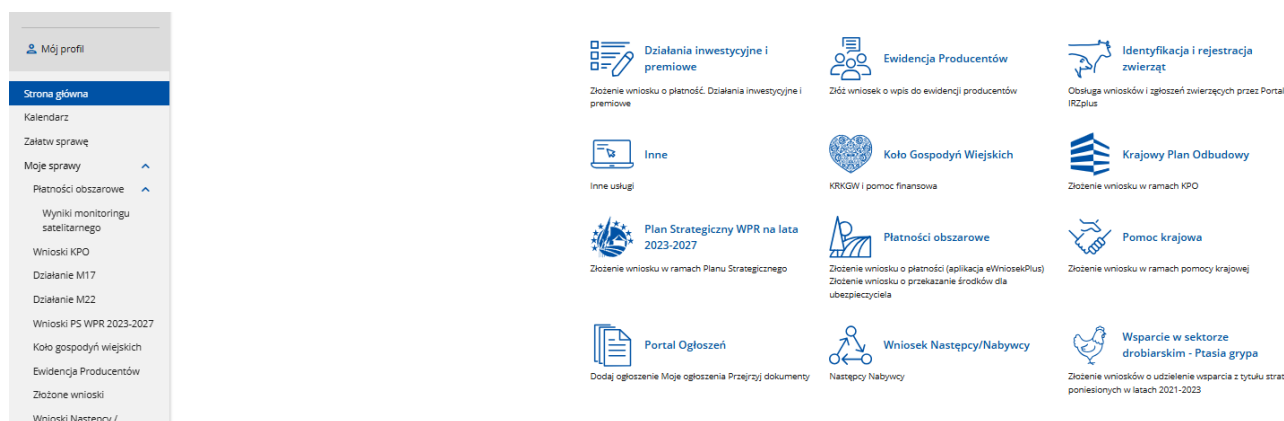 Mój profil
Strona główna
Kalendarz
Załatw sprawę
Moje sprawy
Płatności obszarowe
Wyniki monitoringu
satelitarnego
Wnioski KPO
Działanie M17
Działanie M22
Wnioski PS WPR 2023-2027
Koło gospodyń wiejskich
Ewidencja Producentów
Złożone wnioski
Wnioski Następcy /
Działania inwestycyjne i
premiowe
Złożenie wniosku o płatność. Działania inwestycyjne i
premiowe
Ewidencja Producentów
Złóż wniosek o wpis do ewidencji producentów
Identyfikacja i rejestracja
zwierząt
Obsługa wniosków i zgłoszeń zwierzęcych przez Portal
IRZplus
Inne
Inne usługi
Koło Gospodyń Wiejskich
KRKGW i pomoc finansowa
Krajowy Plan Odbudowy
Złożenie wniosku w ramach KPO
Plan Strategiczny WPR na lata
2023-2027
Złożenie wniosku w ramach Planu Strategicznego
Płatności obszarowe
Złożenie wniosku o płatności (aplikacja eWniosekPlus)
Złożenie wniosku o przekazanie środków dla
ubezpieczyciela
Pomoc krajowa
Złożenie wniosku w ramach pomocy krajowej
Portal Ogłoszeń
Dodaj ogłoszenie Moje ogłoszenia Przejrzyj dokumenty
Wniosek Następcy/Nabywcy
Następcy Nabywcy
Wsparcie w sektorze
drobiarskim - Ptasia grypa
Złożenie wniosków o udzielenie wsparcia z tytułu strat
poniesionych w latach 2021-2023